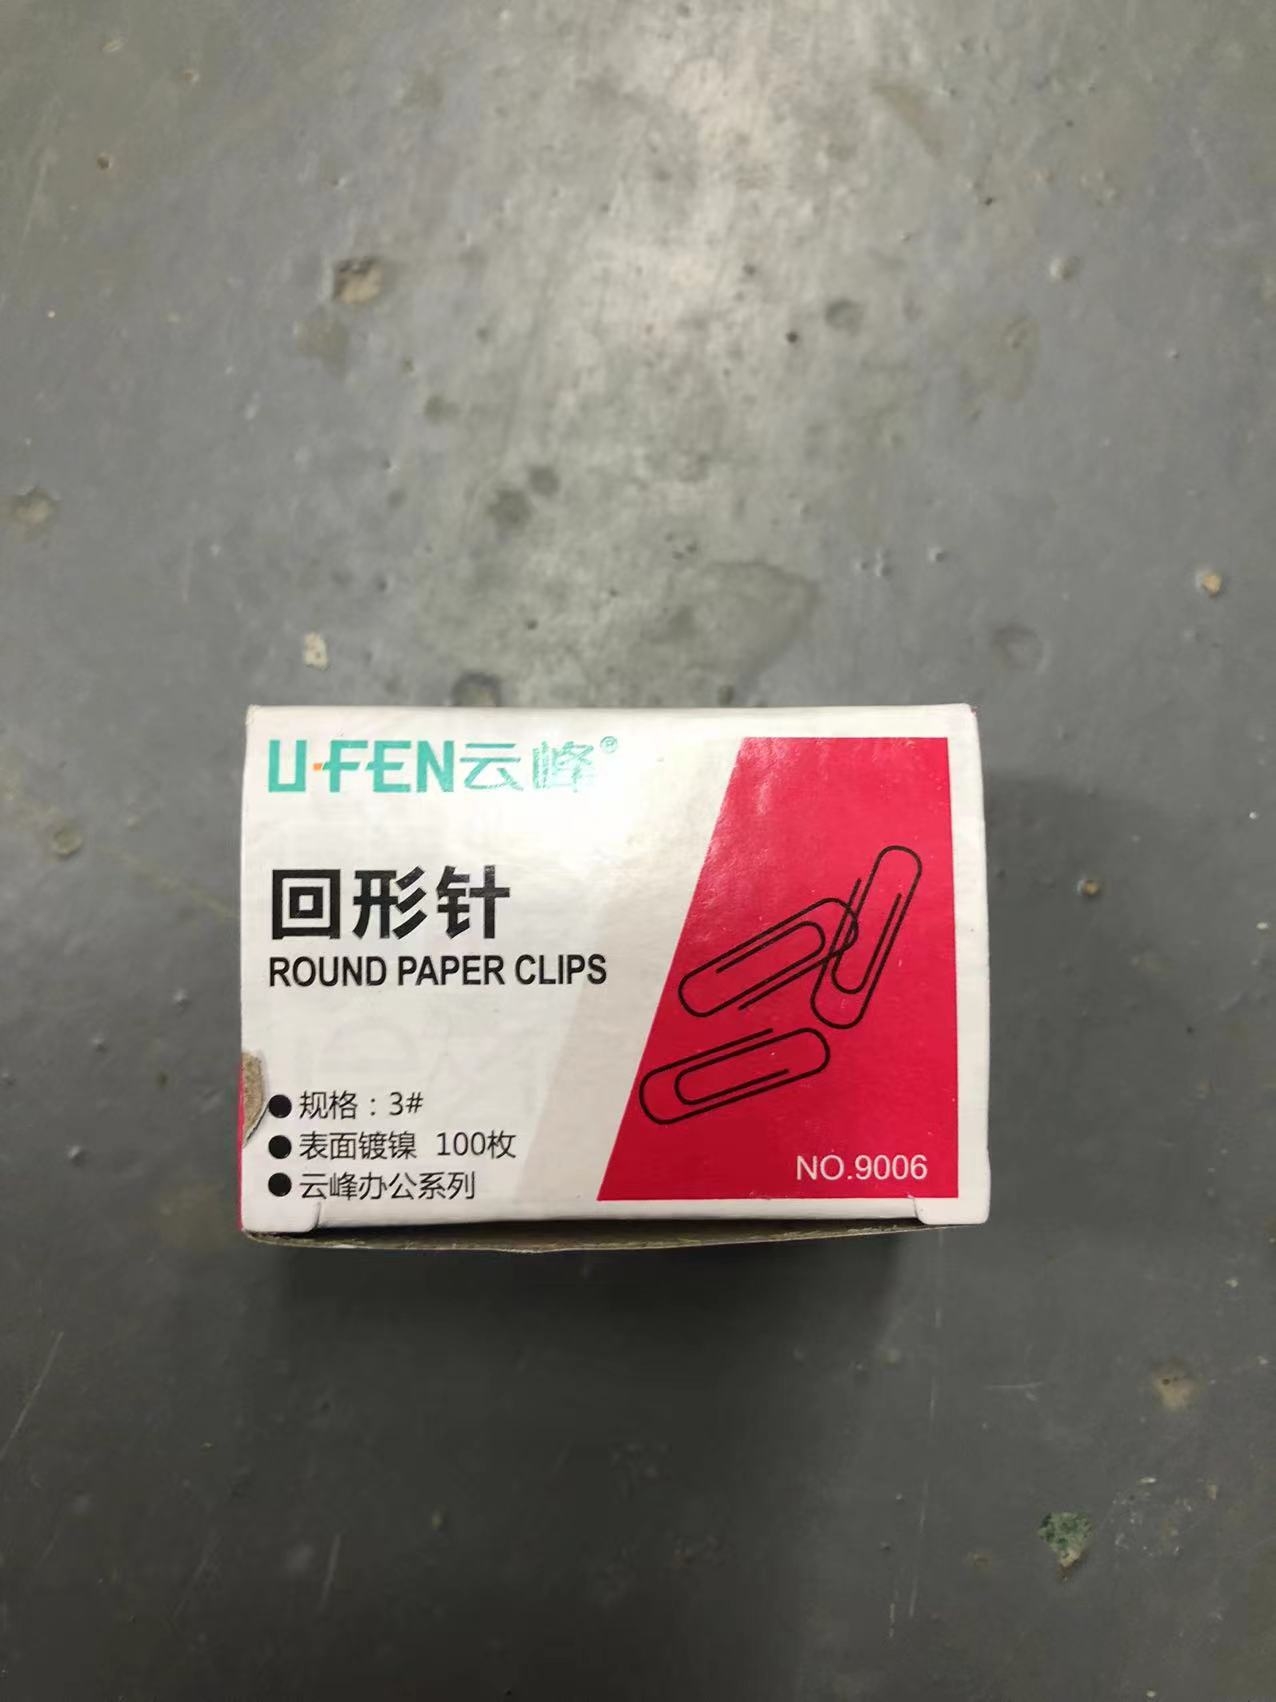 U-FEN云峰®
回形针
ROUND PAPER CLIPS
●规格：3#
●表面镀镍 100枚
●云峰办公系列
NO.9006